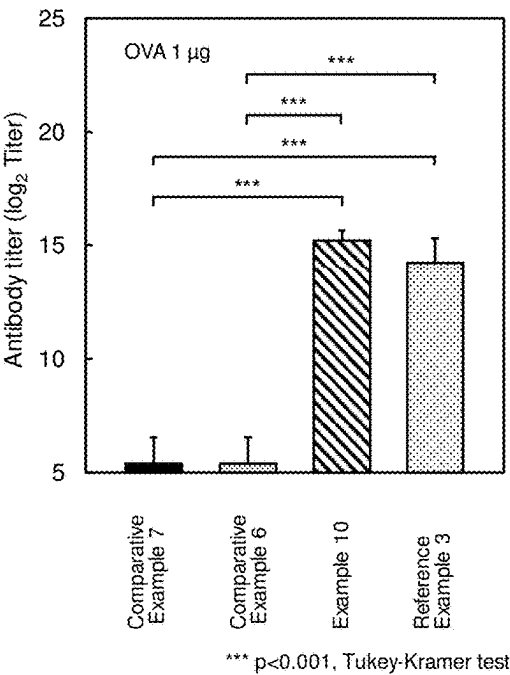 25
OVA 1 µg
***
20
***
***
***
15
10
5
Antibody titer (log₂ Titer)
Comparative
Example 7
Comparative
Example 6
Example 10
Reference
Example 3
*** p<0.001, Tukey-Kramer test